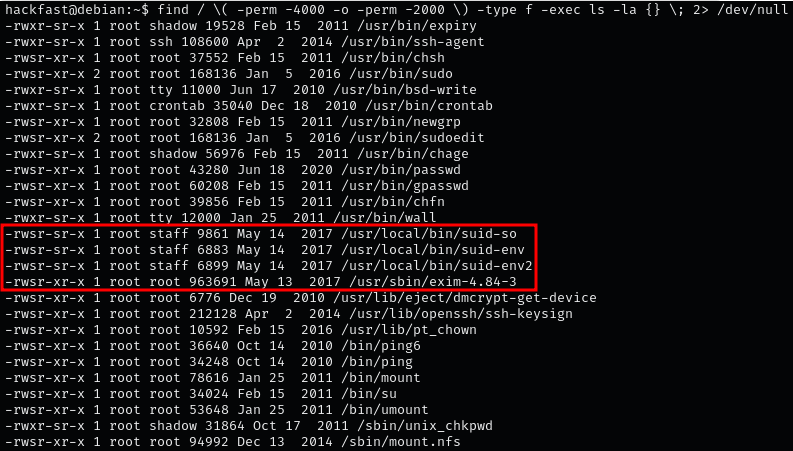 hackfast@debian:~$ find / \( -perm -4000 -o -perm -2000 \) -type f -exec ls -la {} \; 2> /dev/null
-rwxr-sr-x 1 root shadow 19528 Feb 15  2011 /usr/bin/expiry
-rwxr-sr-x 1 root ssh 108600 Apr  2  2014 /usr/bin/ssh-agent
-rwsr-xr-x 1 root root 37552 Feb 15  2011 /usr/bin/chsh
-rwsr-xr-x 2 root root 168136 Jan  5  2016 /usr/bin/sudo
-rwxr-sr-x 1 root tty 11000 Jun 17  2010 /usr/bin/bsd-write
-rwxr-sr-x 1 root crontab 35040 Dec 18  2010 /usr/bin/crontab
-rwsr-xr-x 1 root root 32808 Feb 15  2011 /usr/bin/newgrp
-rwsr-xr-x 2 root root 168136 Jan  5  2016 /usr/bin/sudoedit
-rwxr-sr-x 1 root shadow 56976 Feb 15  2011 /usr/bin/chage
-rwsr-xr-x 1 root root 43280 Jun 18  2020 /usr/bin/passwd
-rwsr-xr-x 1 root root 60208 Feb 15  2011 /usr/bin/gpasswd
-rwsr-xr-x 1 root root 39856 Feb 15  2011 /usr/bin/chfn
-rwxr-sr-x 1 root tty 12000 Jan 25  2011 /usr/bin/wall
-rwsr-sr-x 1 root staff 9861 May 14  2017 /usr/local/bin/suid-so
-rwsr-sr-x 1 root staff 6883 May 14  2017 /usr/local/bin/suid-env
-rwsr-sr-x 1 root staff 6899 May 14  2017 /usr/local/bin/suid-env2
-rwsr-xr-x 1 root root 963691 May 13  2017 /usr/sbin/exim-4.84-3
-rwsr-xr-x 1 root root 6776 Dec 19  2010 /usr/lib/eject/dmcrypt-get-device
-rwsr-xr-x 1 root root 212128 Apr  2  2014 /usr/lib/openssh/ssh-keysign
-rwsr-xr-x 1 root root 10592 Feb 15  2016 /usr/lib/pt_chown
-rwsr-xr-x 1 root root 36640 Oct 14  2010 /bin/ping6
-rwsr-xr-x 1 root root 34248 Oct 14  2010 /bin/ping
-rwsr-xr-x 1 root root 78616 Jan 25  2011 /bin/mount
-rwsr-xr-x 1 root root 34024 Feb 15  2011 /bin/su
-rwsr-xr-x 1 root root 53648 Jan 25  2011 /bin/umount
-rwxr-sr-x 1 root shadow 31864 Oct 17  2011 /sbin/unix_chkpwd
-rwsr-xr-x 1 root root 94992 Dec 13  2014 /sbin/mount.nfs